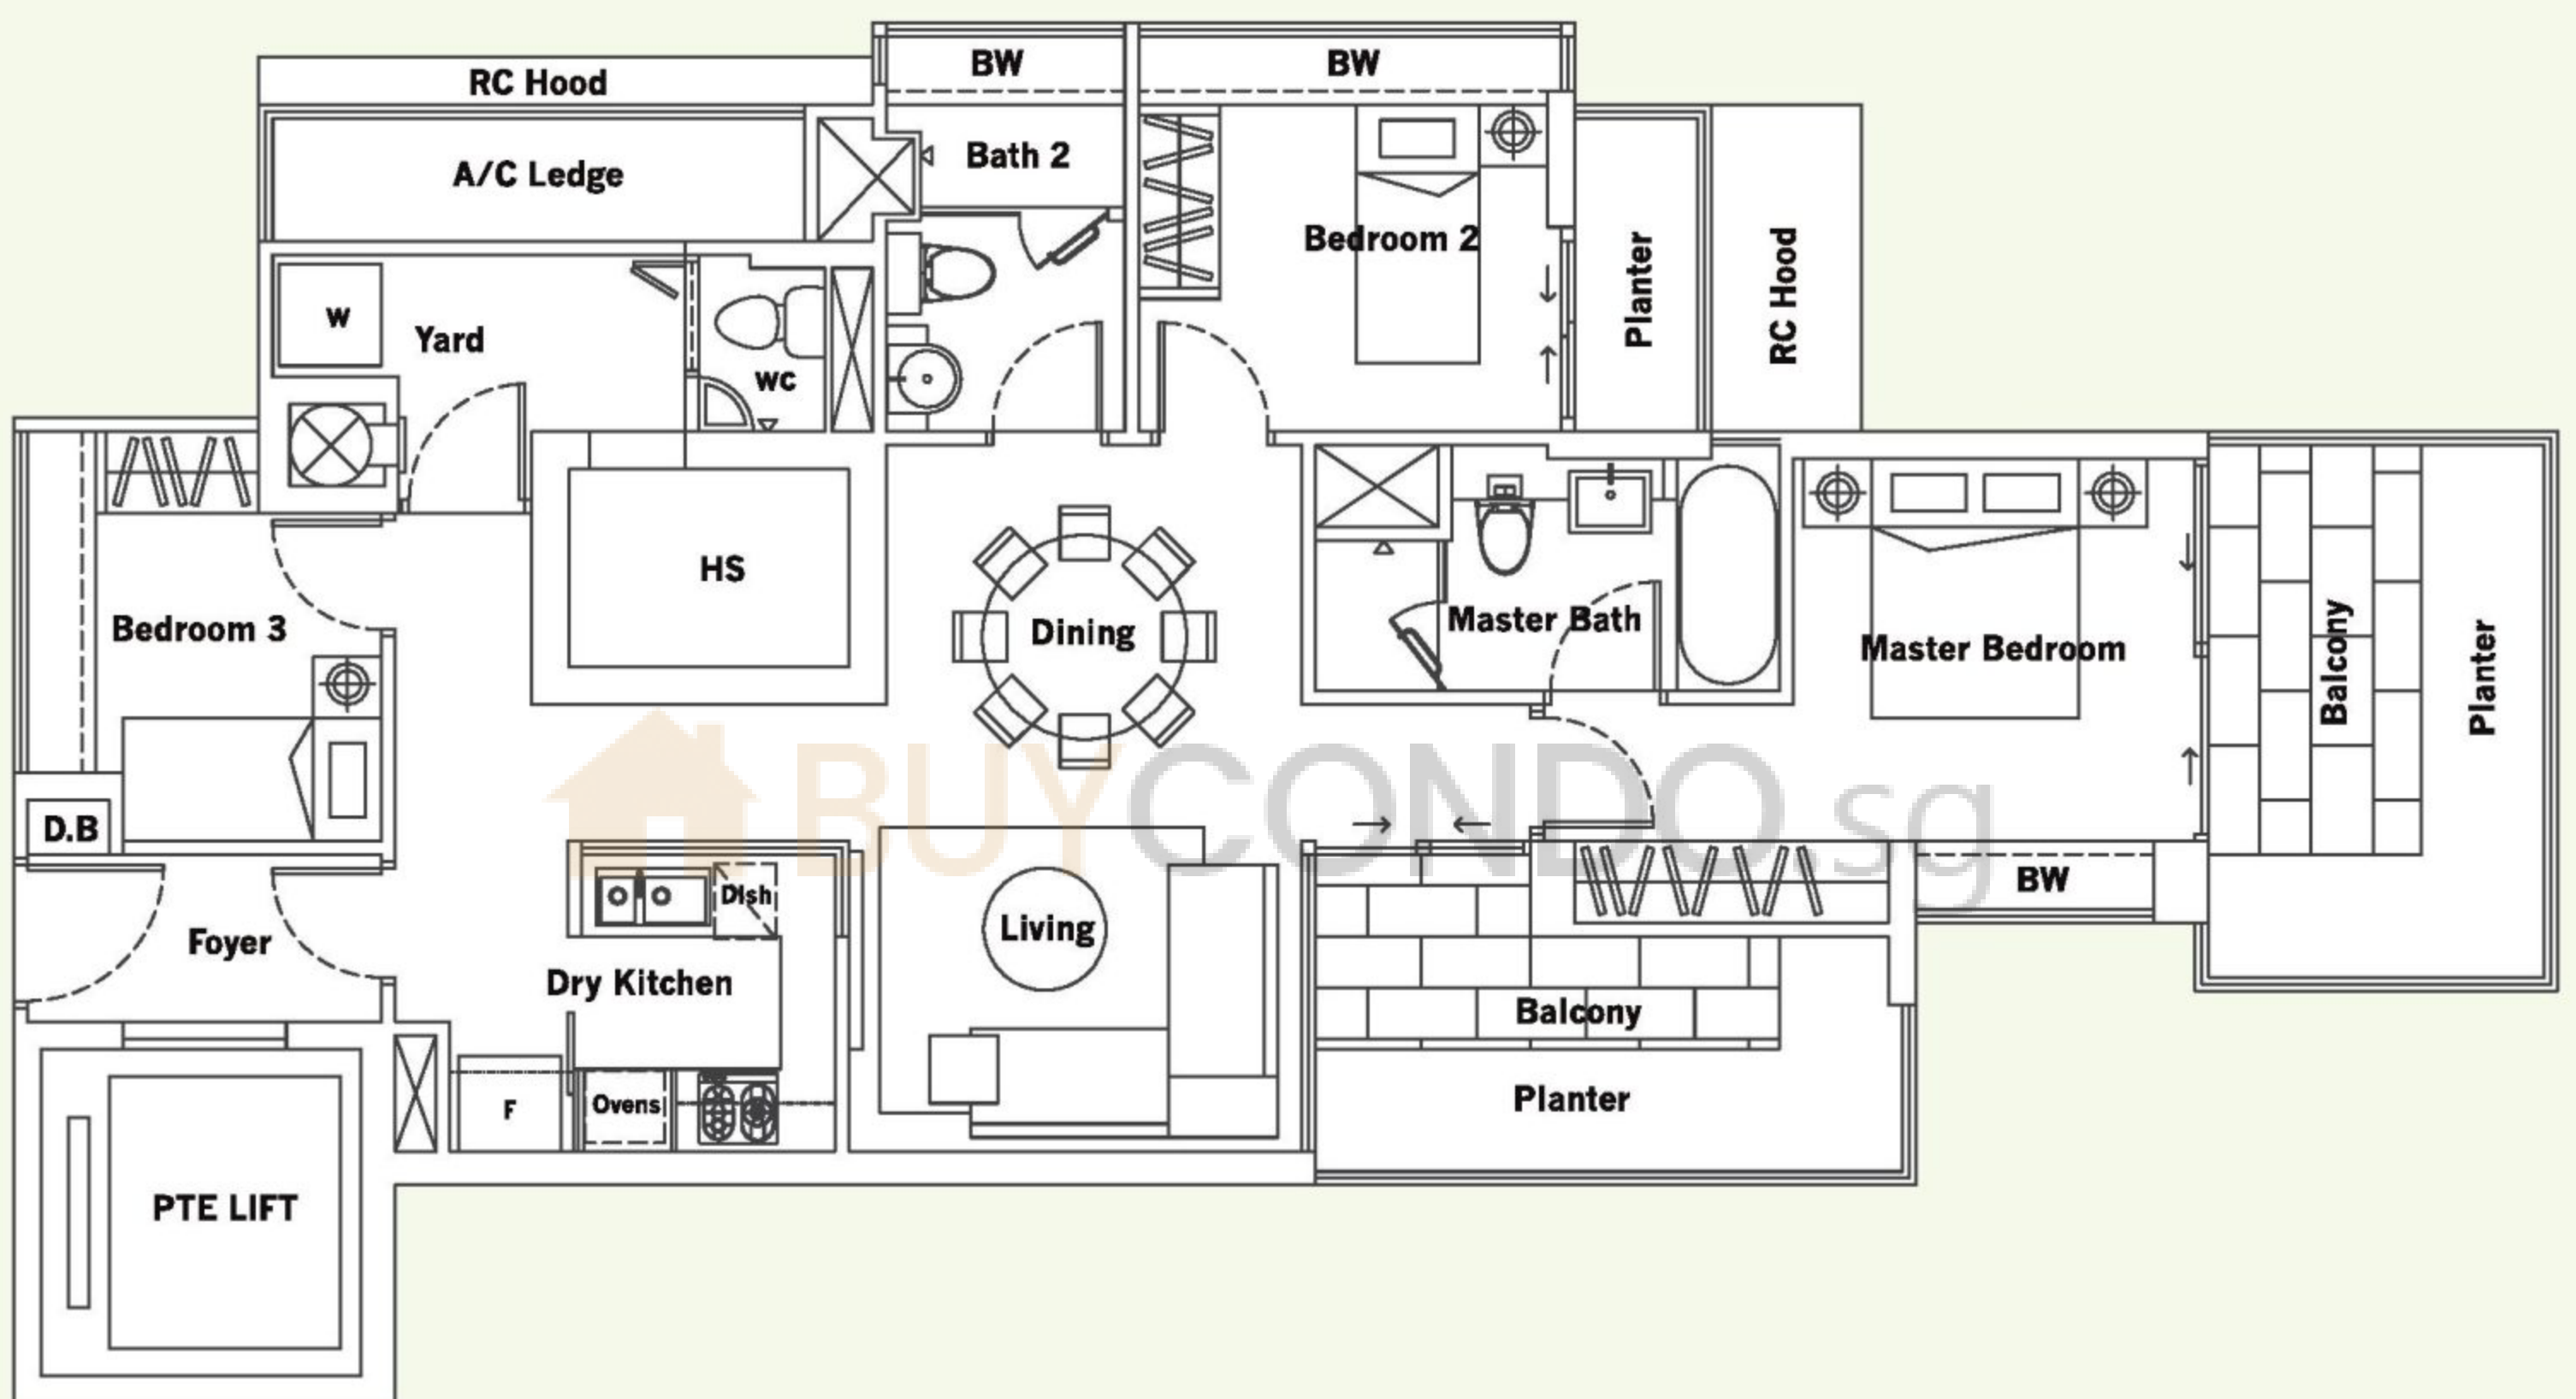 BW
BW
RC Hood
Bath 2
A/C Ledge
Bedroom 2
Planter
RC Hood
W
Yard
WC
HS
Bedroom 3
Dining
Master Bath
Master Bedroom
Balcony
Planter
BUYCONDO.sg
D.B
Dish
BW
Living
Foyer
Dry Kitchen
Balcony
Planter
F
Ovens
PTE LIFT